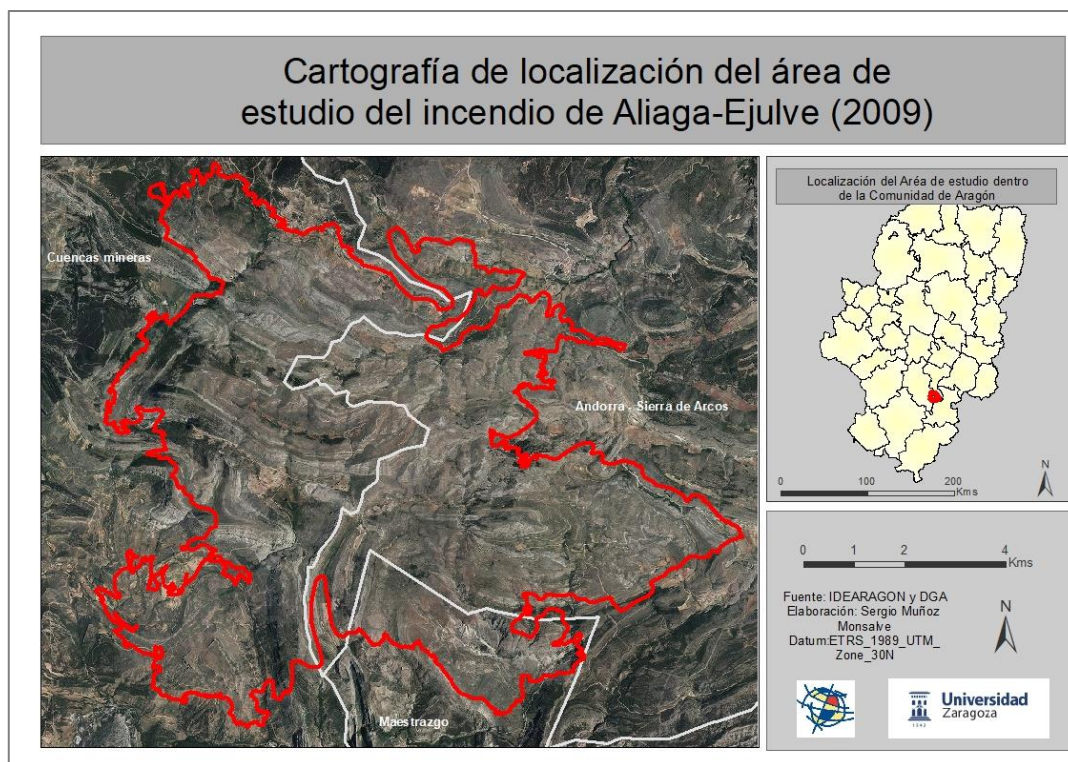 Cartografía de localización del área de
estudio del incendio de Aliaga-Ejulve (2009)
Cuencas mineras
Andorra - Sierra de Arcos
Maestrazgo
Localización del Aréa de estudio dentro
de la Comunidad de Aragón
N
0 100 200
Kms
0 1 2 4
Kms
Fuente: IDEARAGON y DGA
Elaboración: Sergio Muñoz
Monsalve
Datum:ETRS_1989_UTM_
Zone_30N
N
Universidad
Zaragoza
1542